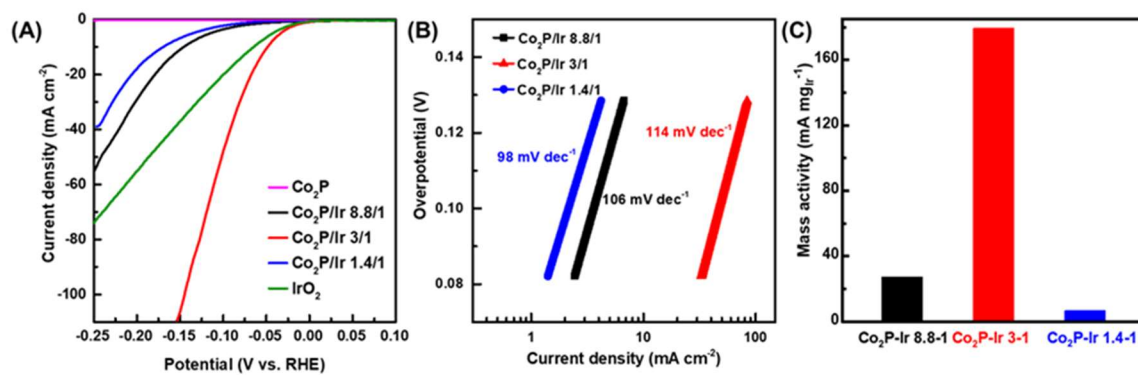 (A)
0
-20
-40
-60
-80
-100
Current density (mA cm⁻²)
Co₂P
Co₂P/Ir 8.8/1
Co₂P/Ir 3/1
Co₂P/Ir 1.4/1
IrO₂
-0.25 -0.20 -0.15 -0.10 -0.05 0.00 0.05 0.10
Potential (V vs. RHE)
(B)
0.14
0.12
0.10
0.08
Overpotential (V)
Co₂P/Ir 8.8/1
Co₂P/Ir 3/1
Co₂P/Ir 1.4/1
98 mV dec⁻¹
114 mV dec⁻¹
106 mV dec⁻¹
1 10 100
Current density (mA cm⁻²)
(C)
160
120
80
40
0
Mass activity (mA mgIr⁻¹)
Co₂P-Ir 8.8-1 Co₂P-Ir 3-1 Co₂P-Ir 1.4-1